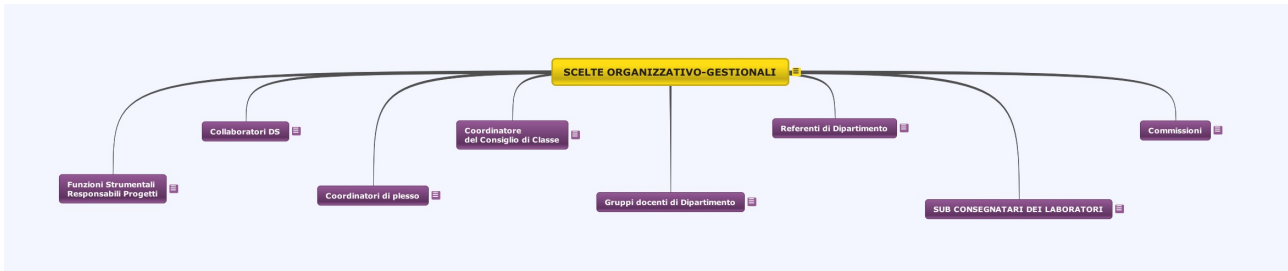 SCELTE ORGANIZZATIVO-GESTIONALI
Collaboratori DS
Coordinatore
del Consiglio di Classe
Referenti di Dipartimento
Commissioni
Funzioni Strumentali
Responsabili Progetti
Coordinatori di plesso
Gruppi docenti di Dipartimento
SUB CONSEGNATARI DEI LABORATORI